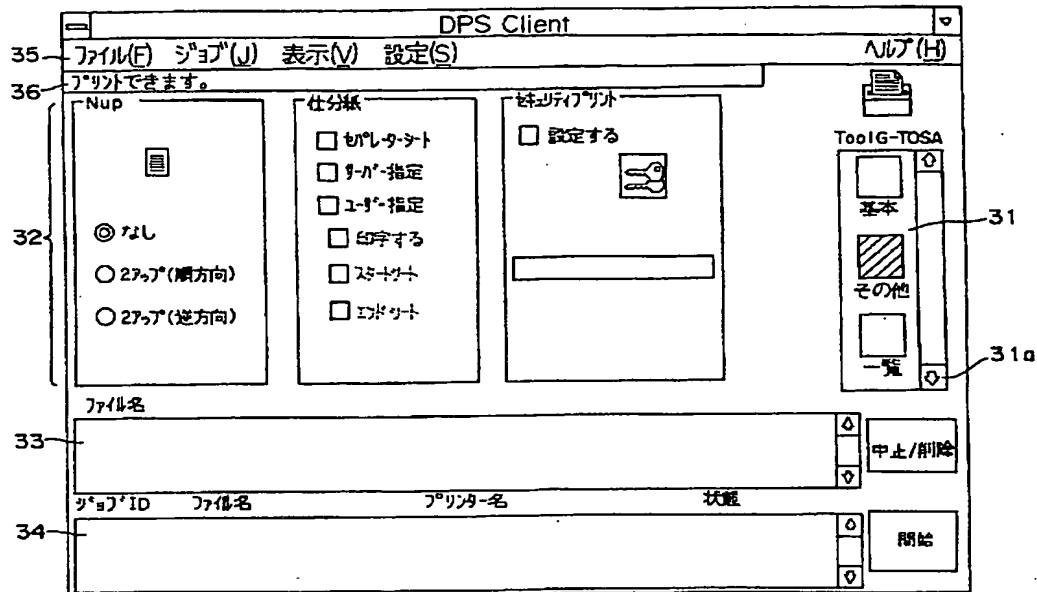 DPS Client
35 ファイル(F) ジョブ(J) 表示(V) 設定(S) ヘルプ(H)
36 プリントできます。
Nup
仕分紙
セキュリティプリント
セパレーターシート
サーバー指定
ユーザー指定
印字する
スタートシート
エンドシート
設定する
32
なし
2アップ(順方向)
2アップ(逆方向)
ToolG-TOSA
基本
31
その他
一覧
31a
ファイル名
33
中止/削除
ジョブID ファイル名 プリンター名 状態
34
開始